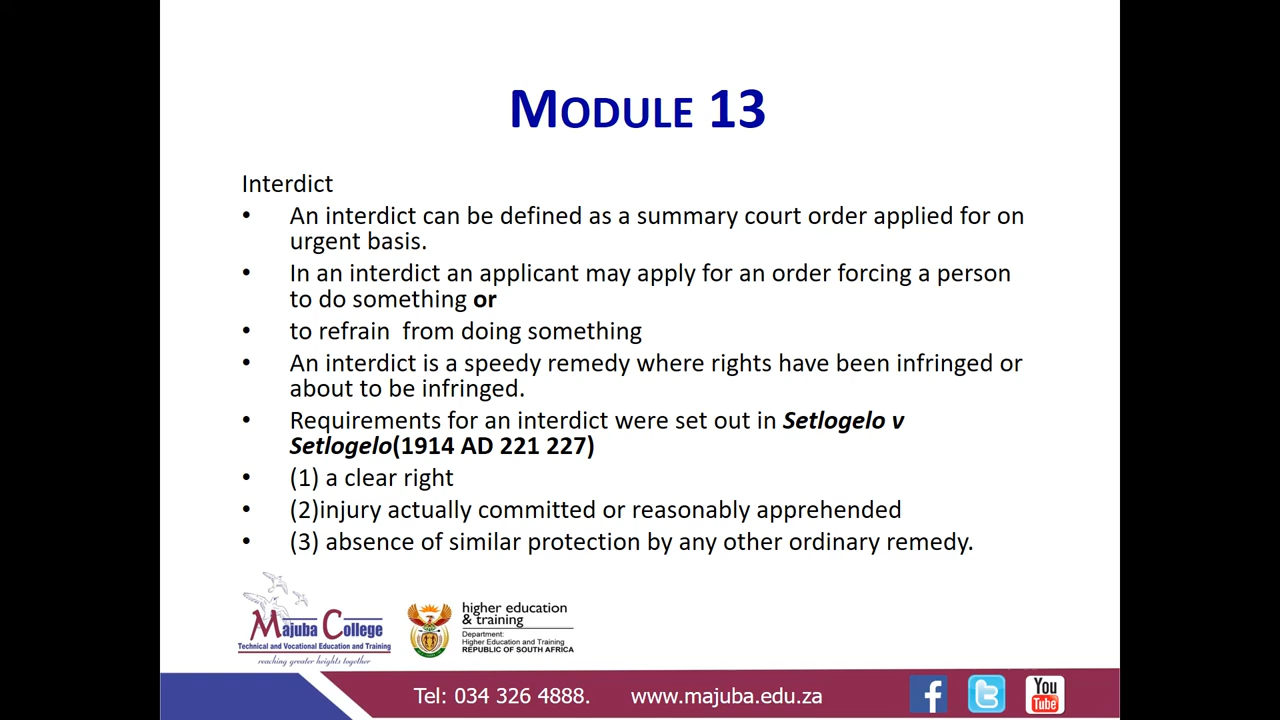 MODULE 13
Interdict
• An interdict can be defined as a summary court order applied for on
urgent basis.
• In an interdict an applicant may apply for an order forcing a person
to do something or
• to refrain  from doing something
• An interdict is a speedy remedy where rights have been infringed or
about to be infringed.
• Requirements for an interdict were set out in Setlogelo v
Setlogelo(1914 AD 221 227)
• (1) a clear right
• (2)injury actually committed or reasonably apprehended
• (3) absence of similar protection by any other ordinary remedy.
Majuba College
Technical and Vocational Education and Training
reaching greater heights together
higher education
& training
Department:
Higher Education and Training
REPUBLIC OF SOUTH AFRICA
Tel: 034 326 4888. www.majuba.edu.za
You
Tube